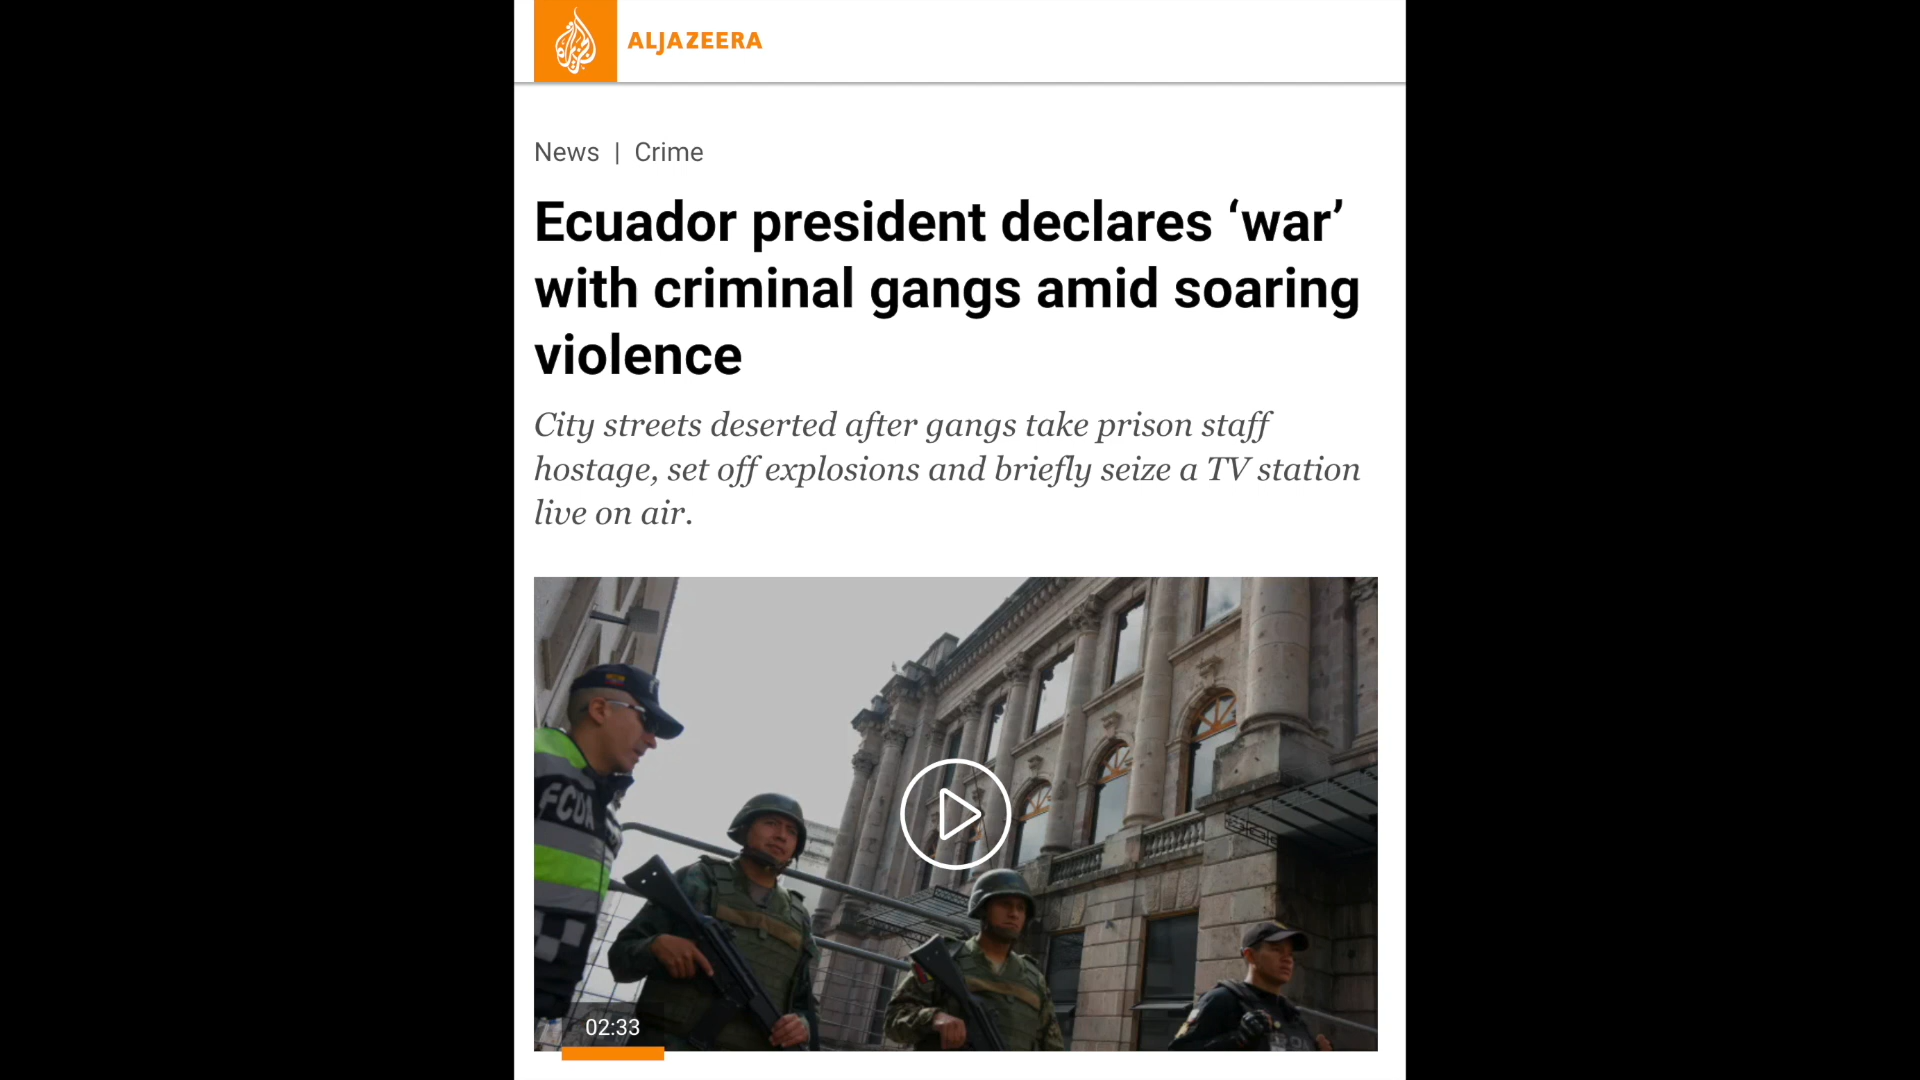 ALJAZEERA
News | Crime
Ecuador president declares ‘war’
with criminal gangs amid soaring
violence
City streets deserted after gangs take prison staff
hostage, set off explosions and briefly seize a TV station
live on air.
02:33